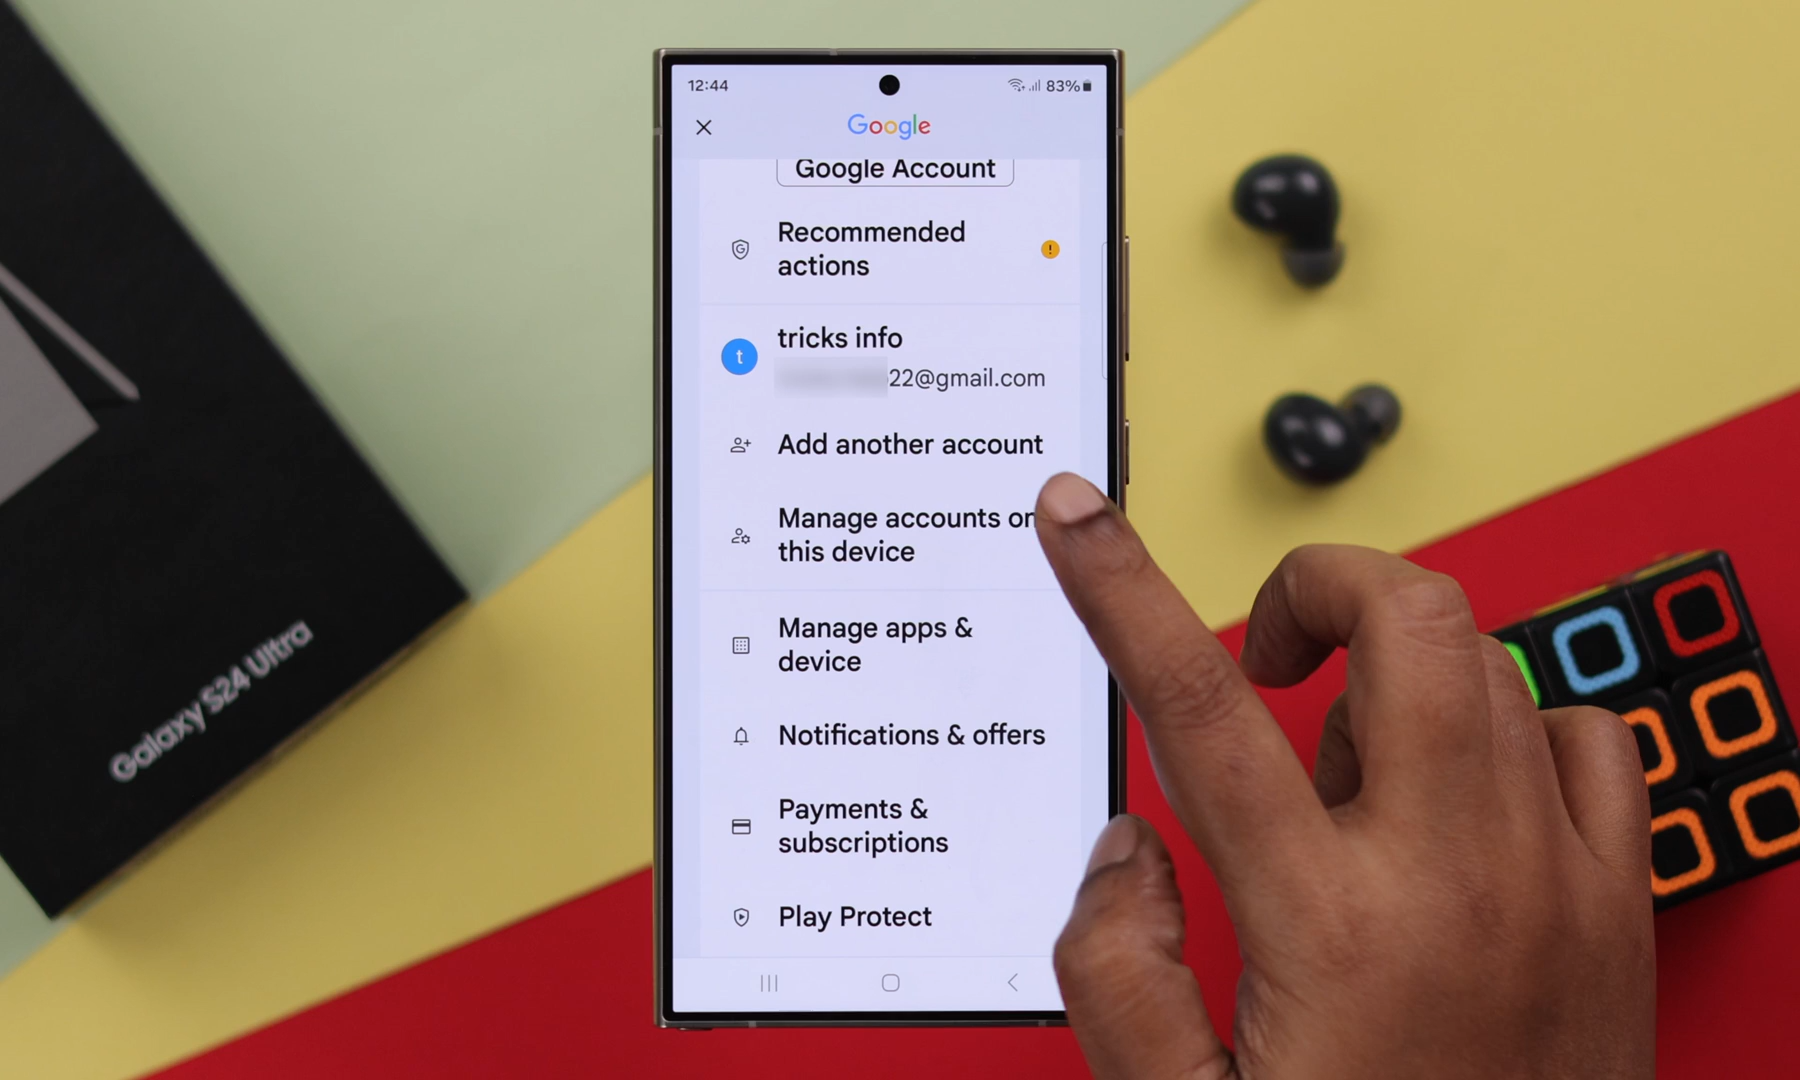 12:44
83%
Google
Google Account
Recommended
actions
tricks info
t
22@gmail.com
Add another account
Manage accounts on
this device
Manage apps &
device
Notifications & offers
Payments &
subscriptions
Play Protect
Galaxy S24 Ultra